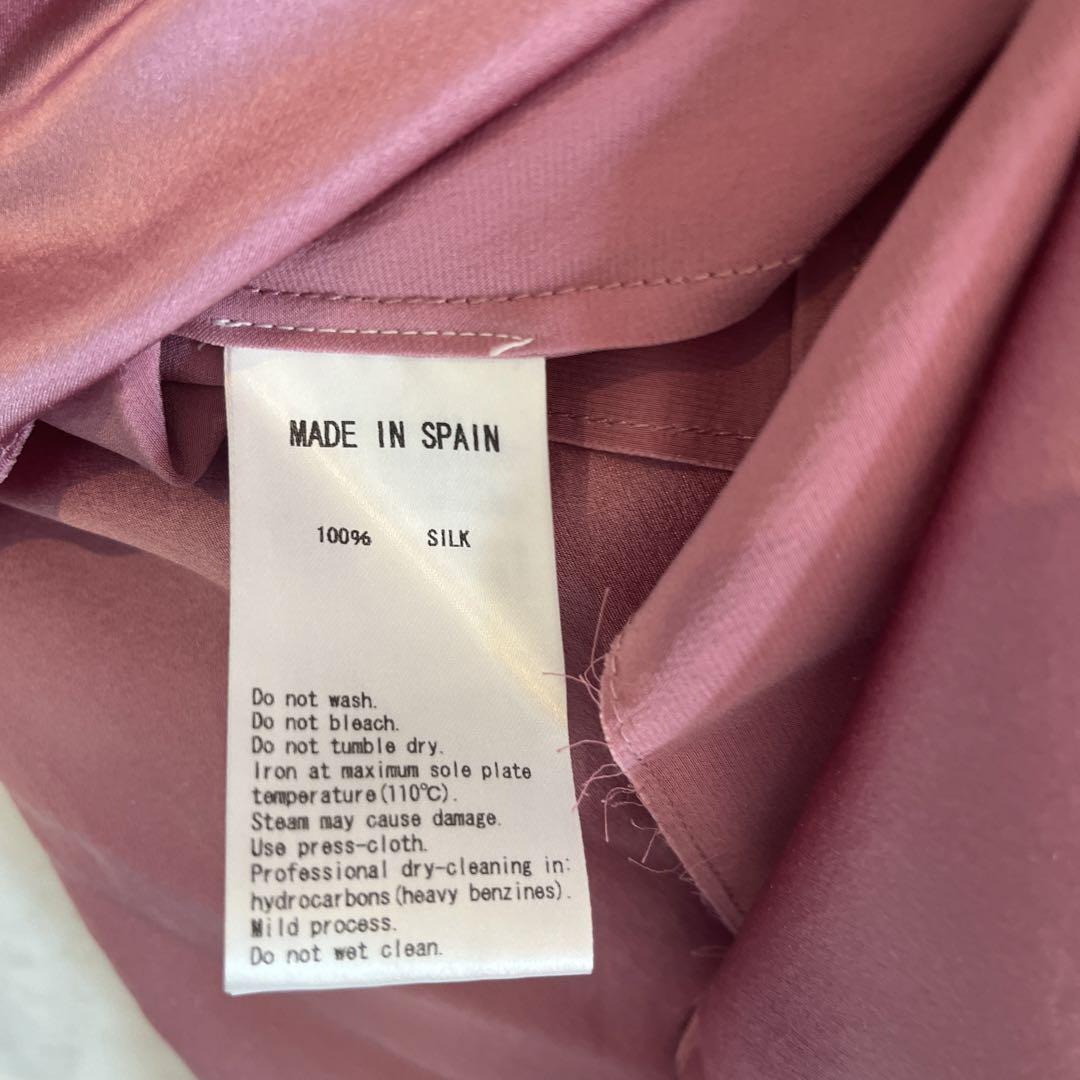 MADE IN SPAIN
100% SILK
Do not wash.
Do not bleach.
Do not tumble dry.
Iron at maximum sole plate
temperature(110℃).
Steam may cause damage.
Use press-cloth.
Professional dry-cleaning in:
hydrocarbons(heavy benzines).
Mild process.
Do not wet clean.